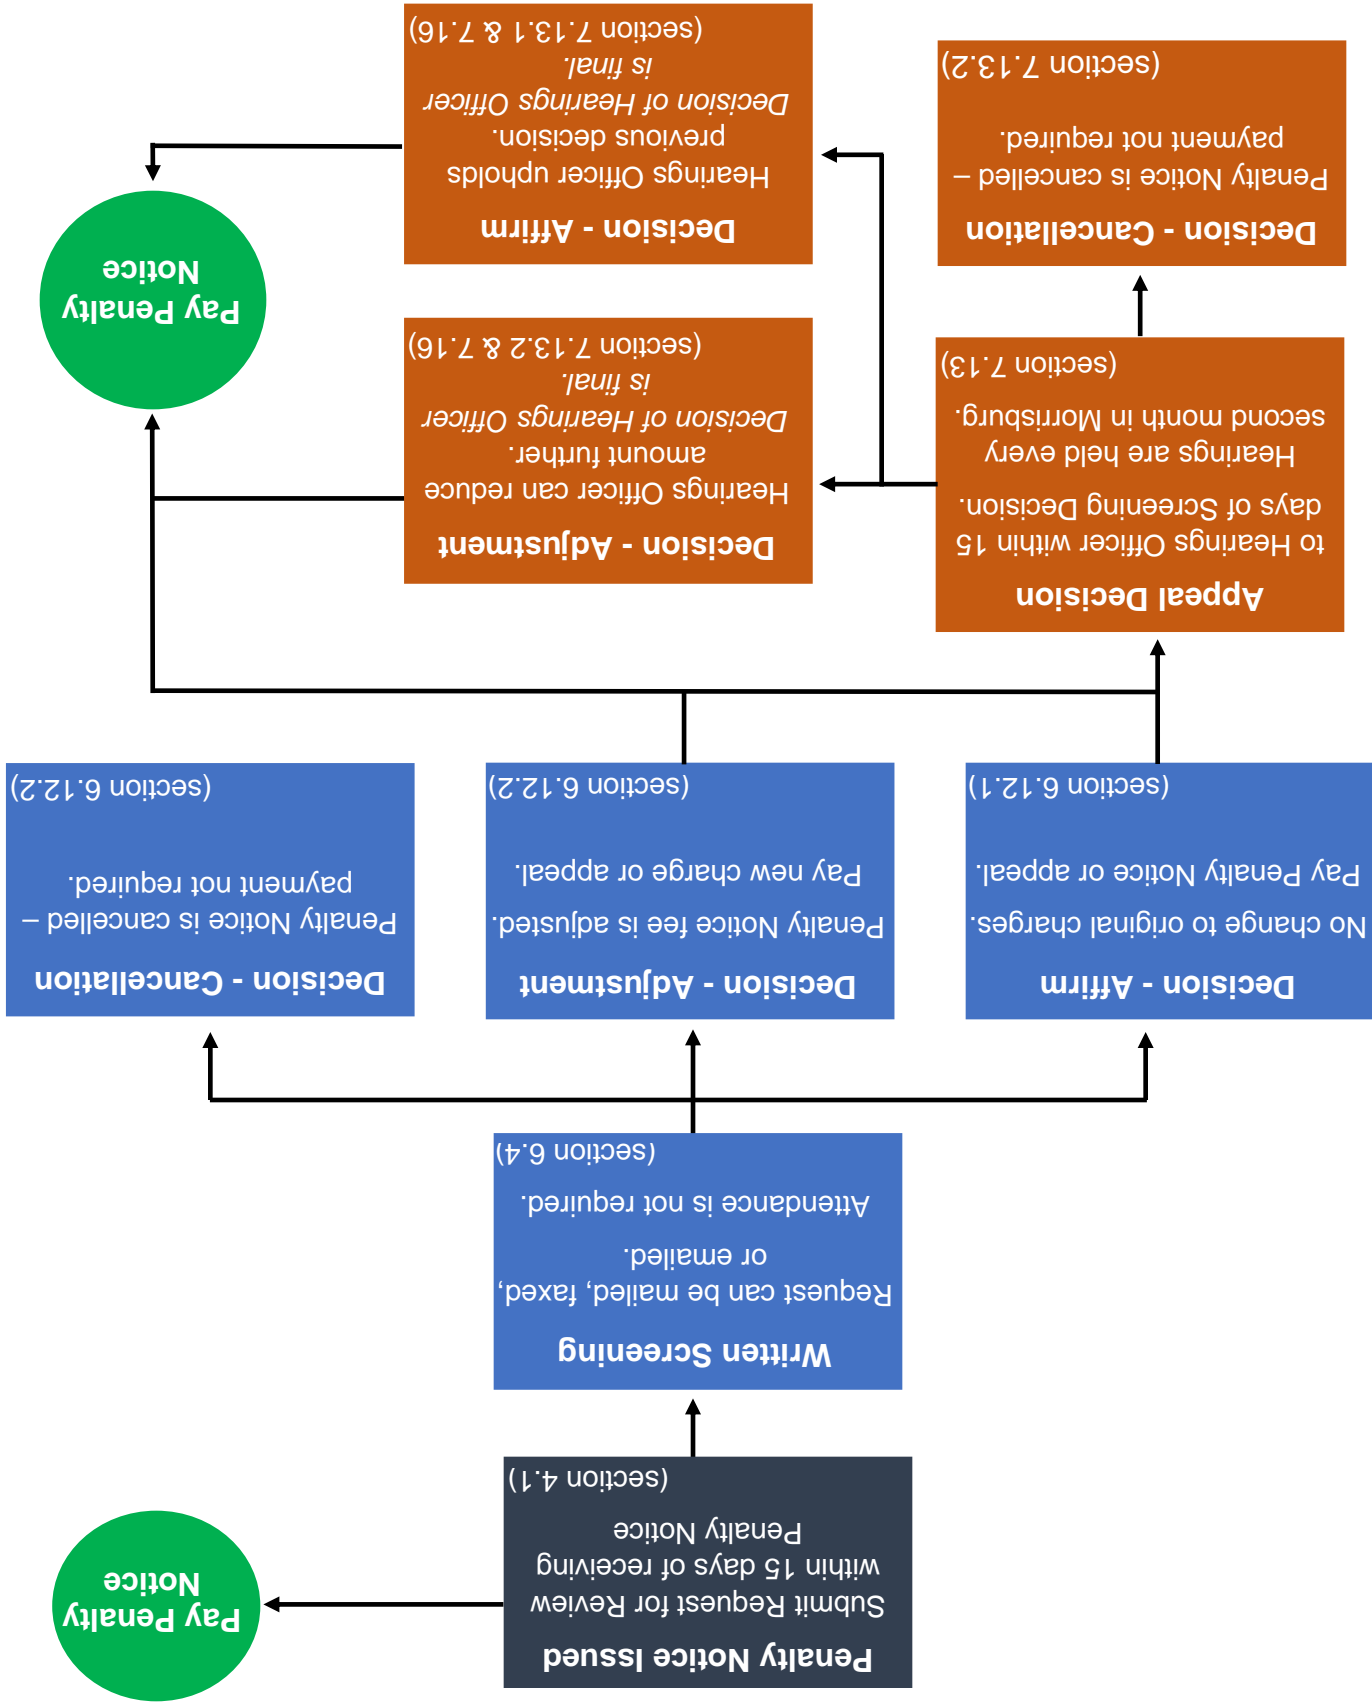 Penalty Notice Issued
Submit Request for Review
within 15 days of receiving
Penalty Notice
(section 4.1)
Pay Penalty
Notice
Written Screening
Request can be mailed, faxed,
or emailed.
Attendance is not required.
(section 6.4)
Decision - Affirm
No change to original charges.
Pay Penalty Notice or appeal.
(section 6.12.1)
Decision - Adjustment
Penalty Notice fee is adjusted.
Pay new charge or appeal.
(section 6.12.2)
Decision - Cancellation
Penalty Notice is cancelled –
payment not required.
(section 6.12.2)
Appeal Decision
to Hearings Officer within 15
days of Screening Decision.
Hearings are held every
second month in Morrisburg.
(section 7.13)
Decision - Adjustment
Hearings Officer can reduce
amount further.
Decision of Hearings Officer
is final.
(section 7.13.2 & 7.16)
Pay Penalty
Notice
Decision - Cancellation
Penalty Notice is cancelled –
payment not required.
(section 7.13.2)
Decision - Affirm
Hearings Officer upholds
previous decision.
Decision of Hearings Officer
is final.
(section 7.13.1 & 7.16)